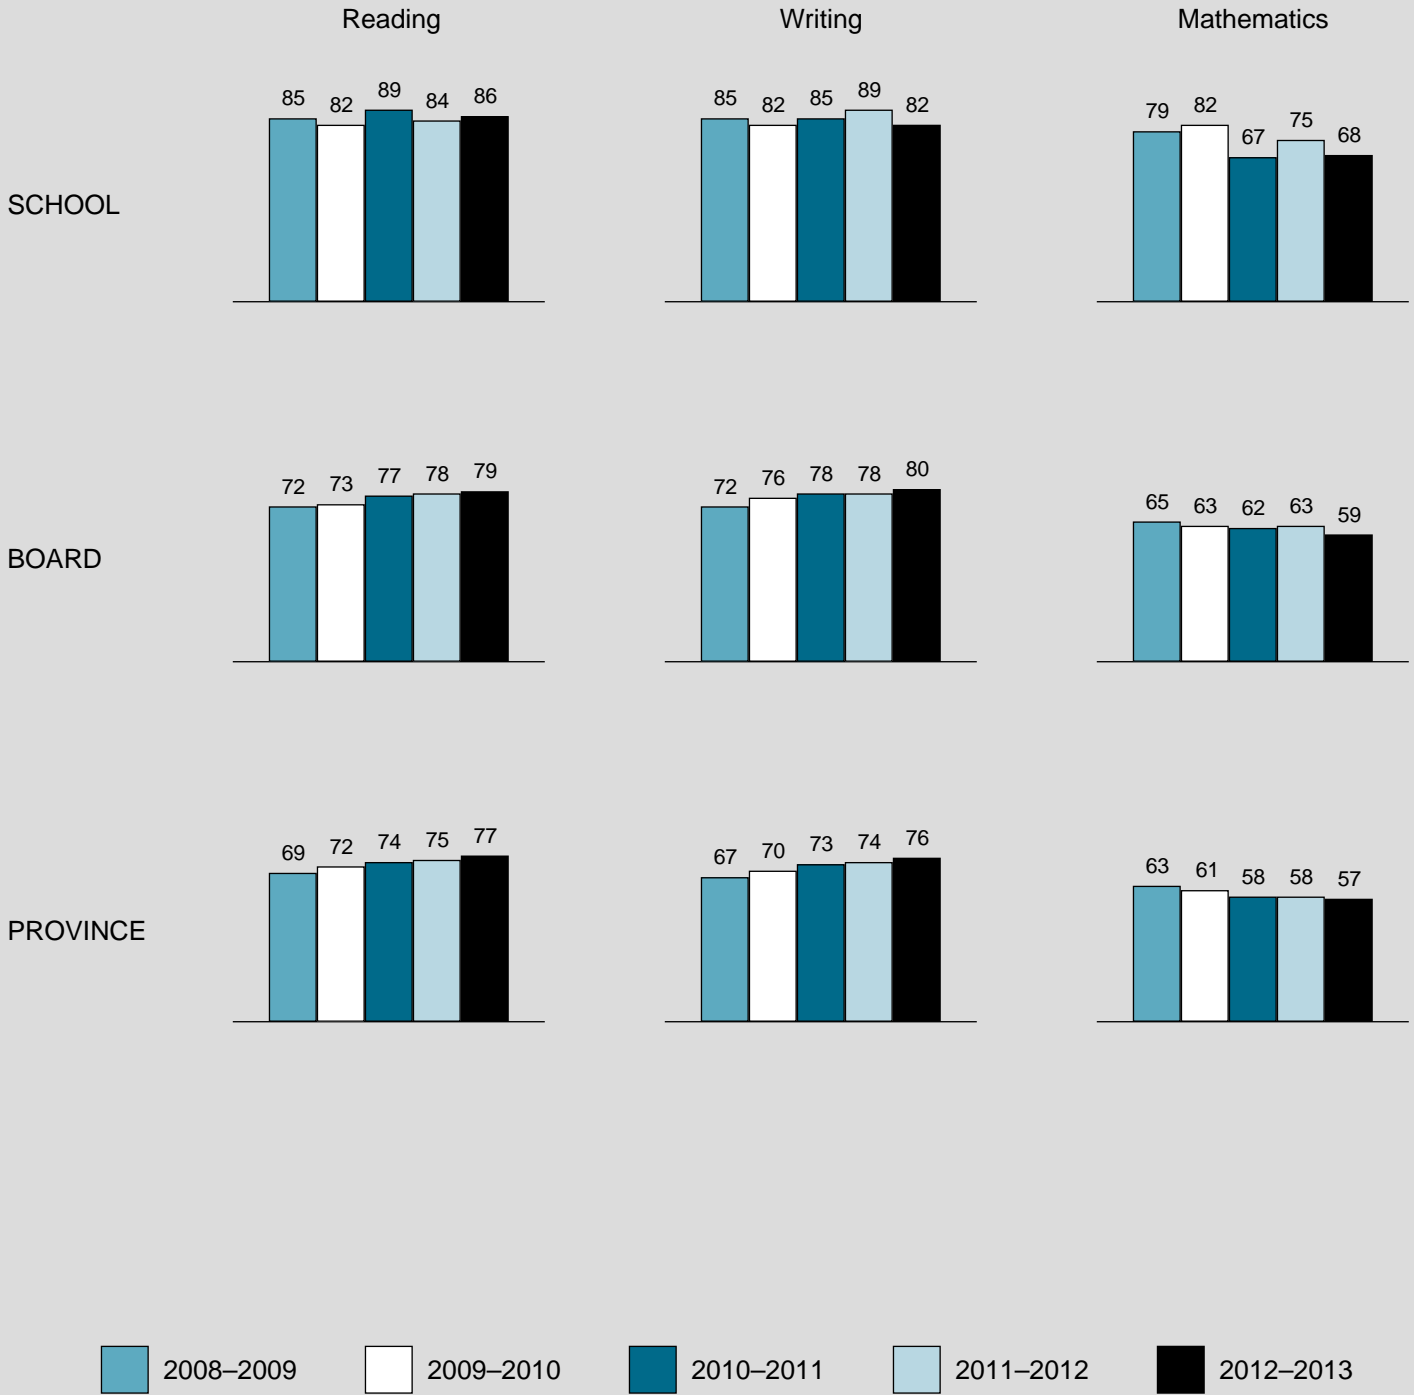 Reading Writing Mathematics
SCHOOL
85 82 89 84 86
85 82 85 89 82
79 82 67 75 68
BOARD
72 73 77 78 79
72 76 78 78 80
65 63 62 63 59
PROVINCE
69 72 74 75 77
67 70 73 74 76
63 61 58 58 57
2008–2009 2009–2010 2010–2011 2011–2012 2012–2013